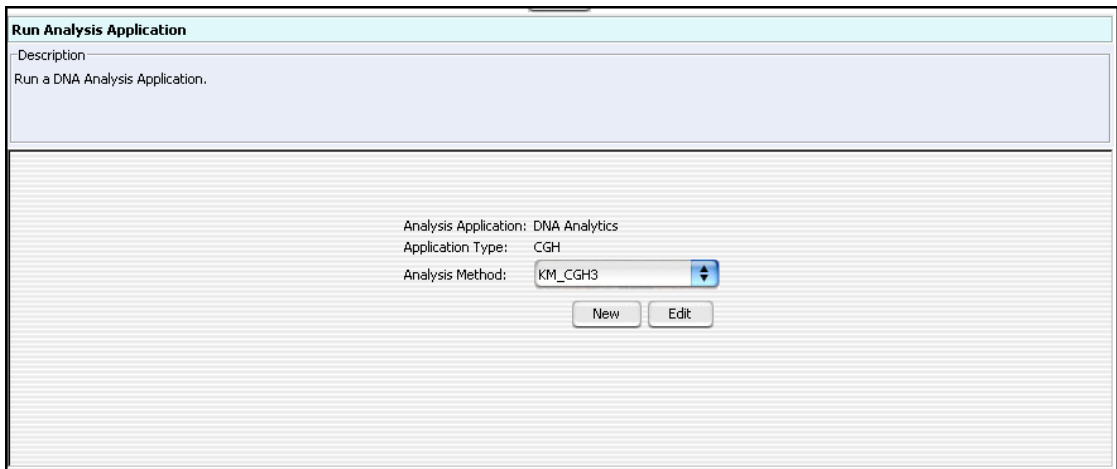 Run Analysis Application
Description
Run a DNA Analysis Application.
Analysis Application: DNA Analytics
Application Type: CGH
Analysis Method: KM_CGH3
New Edit